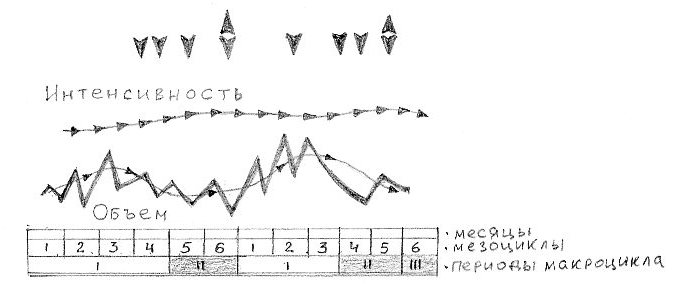 Интенсивность
Объем
• месяцы
1 2 3 4 5 6 1 2 3 4 5 6 • мезоциклы
I II I II III • периоды макроцикла